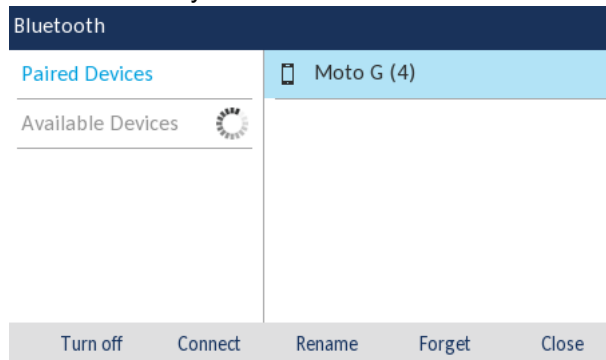 Bluetooth
Paired Devices
Moto G (4)
Available Devices
Turn off Connect Rename Forget Close